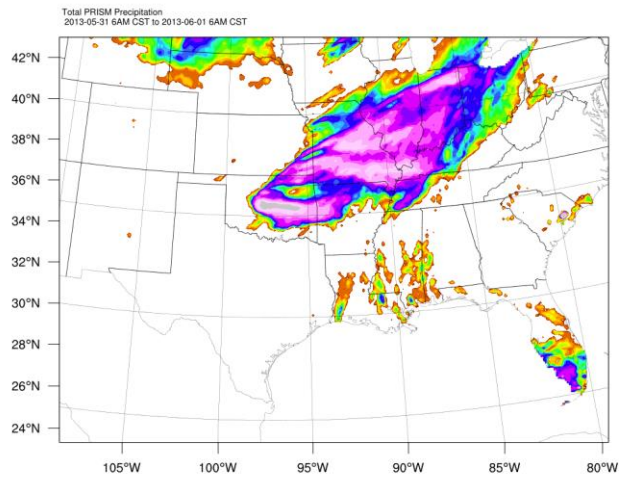 Total PRISM Precipitation
2013-05-31 6AM CST to 2013-06-01 6AM CST
42°N
40°N
38°N
36°N
34°N
32°N
30°N
28°N
26°N
24°N
105°W
100°W
95°W
90°W
85°W
80°W